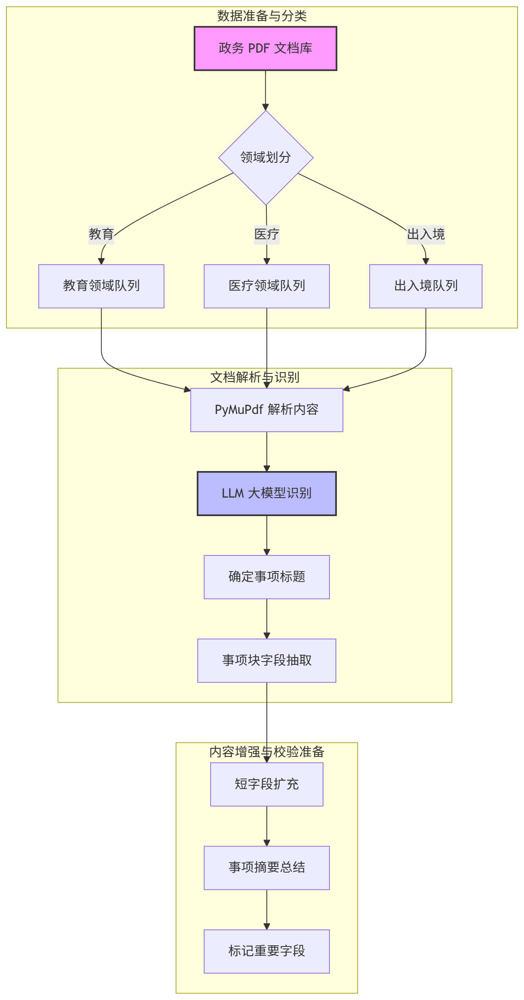 数据准备与分类
政务 PDF 文档库
领域划分
教育
医疗
出入境
教育领域队列
医疗领域队列
出入境队列
文档解析与识别
PyMuPdf 解析内容
LLM 大模型识别
确定事项标题
事项块字段抽取
内容增强与校验准备
短字段扩充
事项摘要总结
标记重要字段